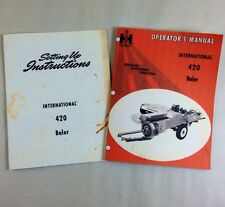 Setting Up
Instructions
INTERNATIONAL
420
Baler
IH
OPERATOR'S MANUAL
INTERNATIONAL
420
Baler